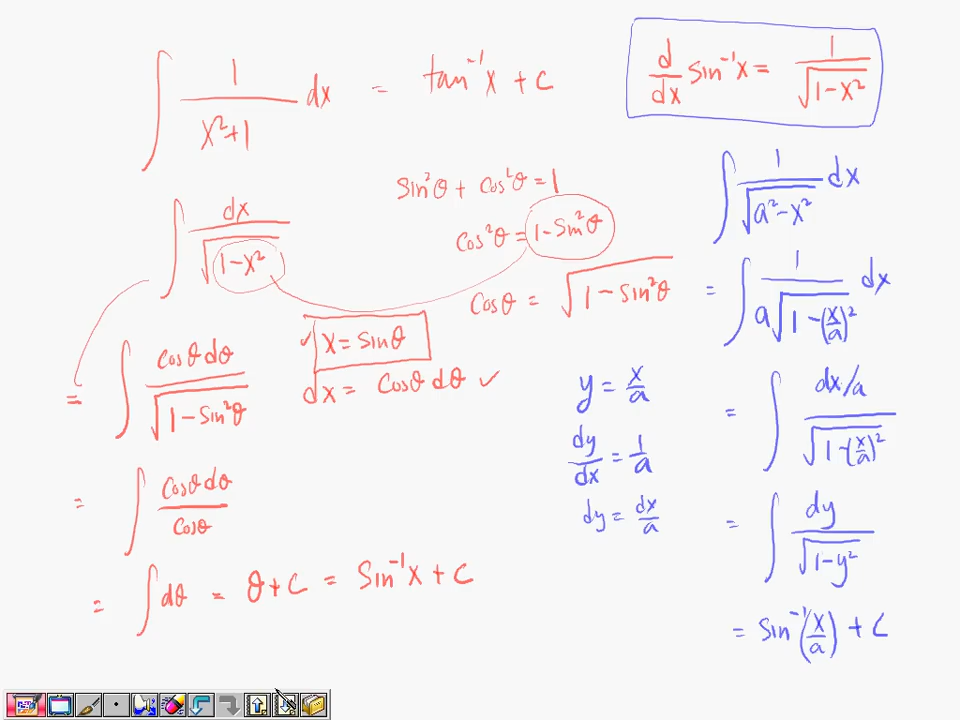 ∫ 1/(x²+1) dx = tan⁻¹x + c
d/dx sin⁻¹x = 1/√(1-x²)
∫ dx/√(1-x²)
sin²θ + cos²θ = 1
cos²θ = 1-sin²θ
cosθ = √(1-sin²θ)
x = sinθ
dx = cosθ dθ
= ∫ cosθ dθ/√(1-sin²θ)
= ∫ cosθ dθ/cosθ
= ∫ dθ = θ+c = sin⁻¹x + c
∫ 1/√(a²-x²) dx
= ∫ 1/(a√(1-(x/a)²)) dx
y = x/a
dy/dx = 1/a
dy = dx/a
= ∫ (dx/a)/√(1-(x/a)²)
= ∫ dy/√(1-y²)
= sin⁻¹(x/a) + c